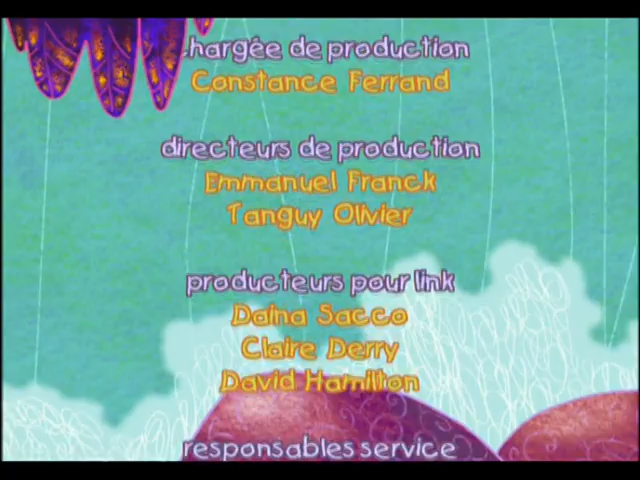 chargée de production
Constance Ferrand
directeurs de production
Emmanuel Franck
Tanguy Olivier
producteurs pour link
Daina Sacco
Claire Derry
David Hamilton
responsables service